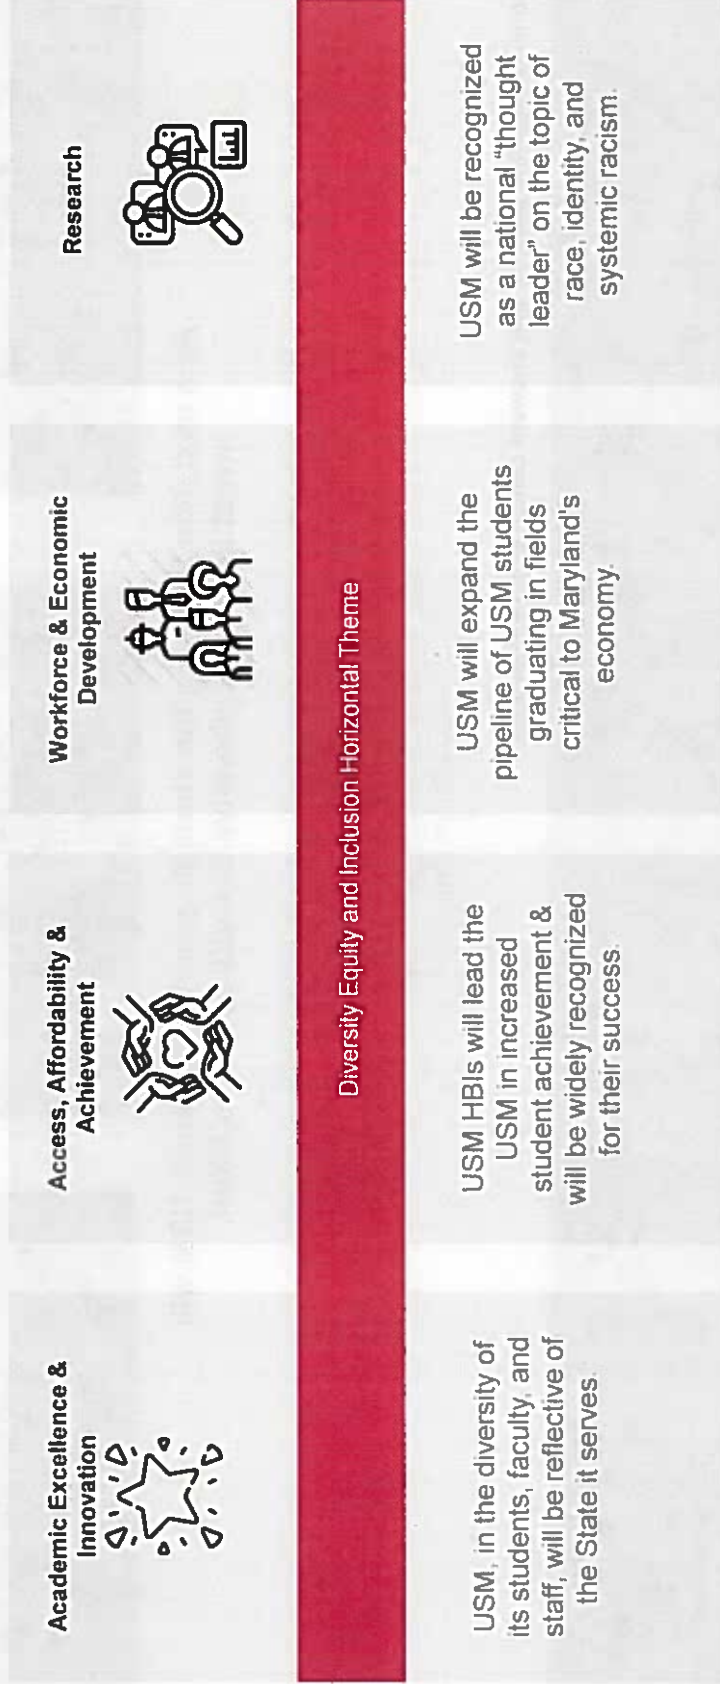 Academic Excellence &
Innovation
Access, Affordability &
Achievement
Workforce & Economic
Development
Research
Diversity Equity and Inclusion Horizontal Theme
USM, in the diversity of
its students, faculty, and
staff, will be reflective of
the State it serves.
USM HBIs will lead the
USM in increased
student achievement &
will be widely recognized
for their success.
USM will expand the
pipeline of USM students
graduating in fields
critical to Maryland's
economy.
USM will be recognized
as a national "thought
leader" on the topic of
race, identity, and
systemic racism.